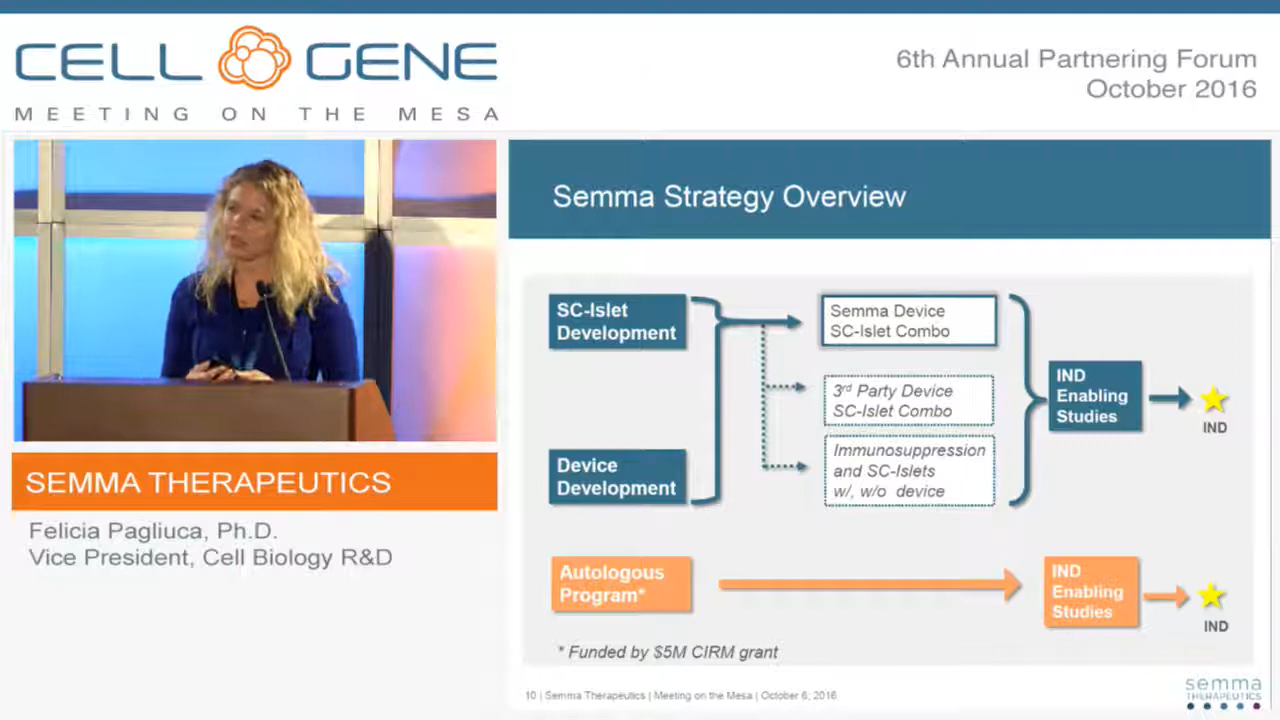 CELL GENE
MEETING ON THE MESA
6th Annual Partnering Forum
October 2016
SEMMA THERAPEUTICS
Felicia Pagliuca, Ph.D.
Vice President, Cell Biology R&D
Semma Strategy Overview
SC-Islet
Development
Device
Development
Semma Device
SC-Islet Combo
3rd Party Device
SC-Islet Combo
Immunosuppression
and SC-Islets
w/, w/o device
IND
Enabling
Studies
IND
Autologous
Program*
IND
Enabling
Studies
IND
* Funded by $5M CIRM grant
10 | Semma Therapeutics | Meeting on the Mesa | October 6, 2016
semma
THERAPEUTICS